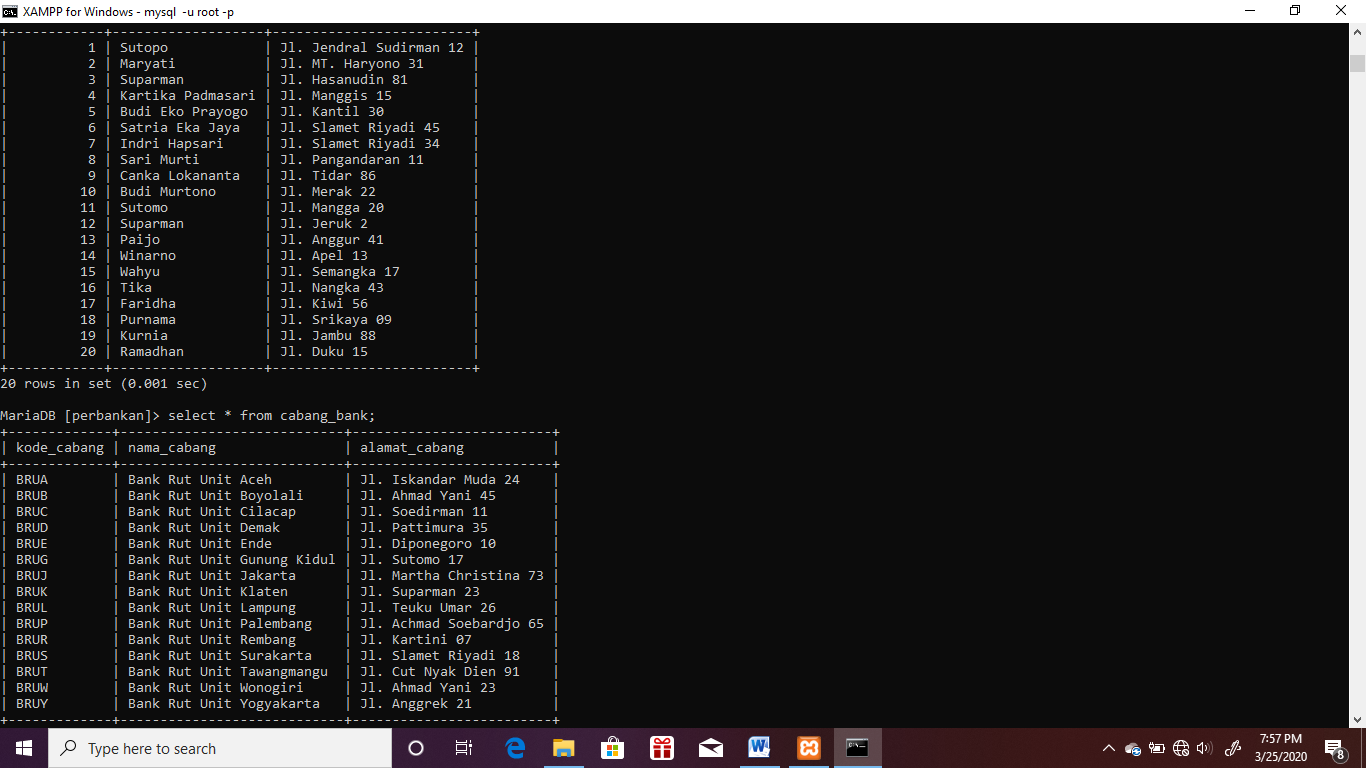 XAMPP for Windows - mysql -u root -p
+------------+-------------------+-------------------------+
|          1 | Sutopo            | Jl. Jendral Sudirman 12 |
|          2 | Maryati           | Jl. MT. Haryono 31      |
|          3 | Suparman          | Jl. Hasanudin 81        |
|          4 | Kartika Padmasari | Jl. Manggis 15          |
|          5 | Budi Eko Prayogo  | Jl. Kantil 30           |
|          6 | Satria Eka Jaya   | Jl. Slamet Riyadi 45    |
|          7 | Indri Hapsari     | Jl. Slamet Riyadi 34    |
|          8 | Sari Murti        | Jl. Pangandaran 11      |
|          9 | Canka Lokananta   | Jl. Tidar 86            |
|         10 | Budi Murtono      | Jl. Merak 22            |
|         11 | Sutomo            | Jl. Mangga 20           |
|         12 | Suparman          | Jl. Jeruk 2             |
|         13 | Paijo             | Jl. Anggur 41           |
|         14 | Winarno           | Jl. Apel 13             |
|         15 | Wahyu             | Jl. Semangka 17         |
|         16 | Tika              | Jl. Nangka 43           |
|         17 | Faridha           | Jl. Kiwi 56             |
|         18 | Purnama           | Jl. Srikaya 09          |
|         19 | Kurnia            | Jl. Jambu 88            |
|         20 | Ramadhan          | Jl. Duku 15             |
+------------+-------------------+-------------------------+
20 rows in set (0.001 sec)
MariaDB [perbankan]> select * from cabang_bank;
+-------------+----------------------------+-------------------------+
| kode_cabang | nama_cabang                | alamat_cabang           |
+-------------+----------------------------+-------------------------+
| BRUA        | Bank Rut Unit Aceh         | Jl. Iskandar Muda 24    |
| BRUB        | Bank Rut Unit Boyolali     | Jl. Ahmad Yani 45       |
| BRUC        | Bank Rut Unit Cilacap      | Jl. Soedirman 11        |
| BRUD        | Bank Rut Unit Demak        | Jl. Pattimura 35        |
| BRUE        | Bank Rut Unit Ende         | Jl. Diponegoro 10       |
| BRUG        | Bank Rut Unit Gunung Kidul | Jl. Sutomo 17           |
| BRUJ        | Bank Rut Unit Jakarta      | Jl. Martha Christina 73 |
| BRUK        | Bank Rut Unit Klaten       | Jl. Suparman 23         |
| BRUL        | Bank Rut Unit Lampung      | Jl. Teuku Umar 26       |
| BRUP        | Bank Rut Unit Palembang    | Jl. Achmad Soebardjo 65 |
| BRUR        | Bank Rut Unit Rembang      | Jl. Kartini 07          |
| BRUS        | Bank Rut Unit Surakarta    | Jl. Slamet Riyadi 18    |
| BRUT        | Bank Rut Unit Tawangmangu  | Jl. Cut Nyak Dien 91    |
| BRUW        | Bank Rut Unit Wonogiri     | Jl. Ahmad Yani 23       |
| BRUY        | Bank Rut Unit Yogyakarta   | Jl. Anggrek 21          |
+-------------+----------------------------+-------------------------+
Type here to search
7:57 PM
3/25/2020
8